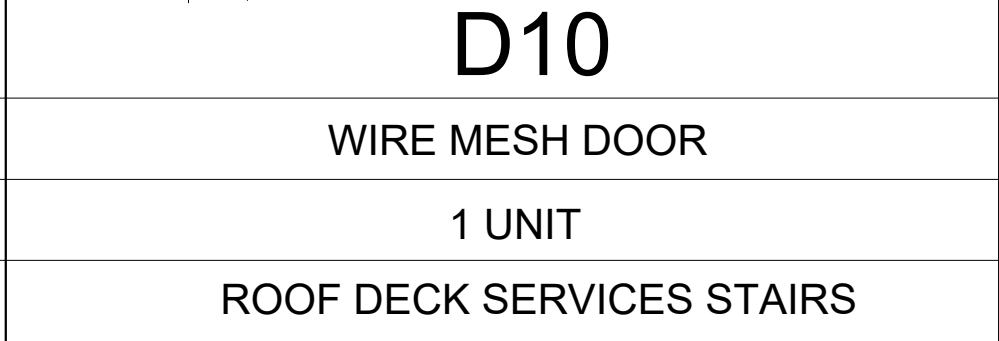 D10
WIRE MESH DOOR
1 UNIT
ROOF DECK SERVICES STAIRS